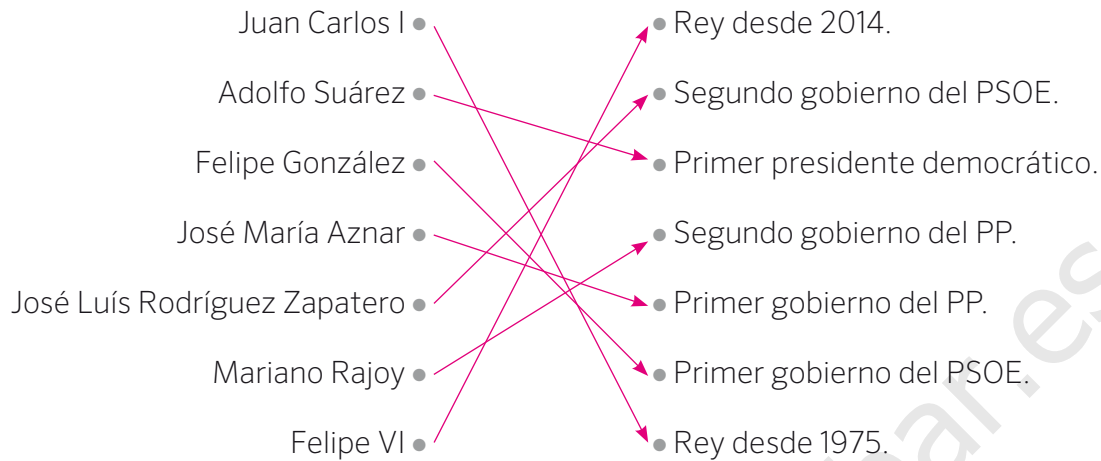 Juan Carlos I Rey desde 2014.
Adolfo Suárez Segundo gobierno del PSOE.
Felipe González Primer presidente democrático.
José María Aznar Segundo gobierno del PP.
José Luís Rodríguez Zapatero Primer gobierno del PP.
Mariano Rajoy Primer gobierno del PSOE.
Felipe VI Rey desde 1975.